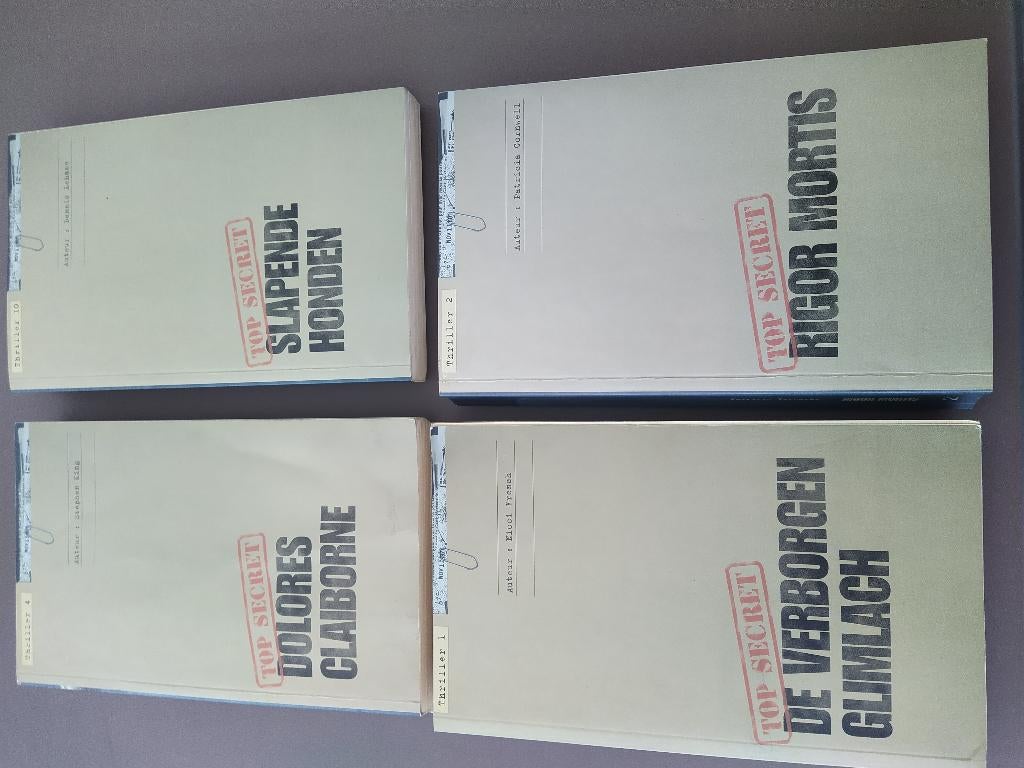 Thriller 4
Auteur : Stephen King
TOP SECRET
DOLORES
CLAIBORNE
Thriller 10
Auteur : Dennis Lehane
TOP SECRET
SLAPENDE
HONDEN
Thriller 1
Auteur : Nicci French
TOP SECRET
DE VERBORGEN
GLIMLACH
Thriller 2
Auteur : Patricia Cornwell
TOP SECRET
RIGOR MORTIS
2